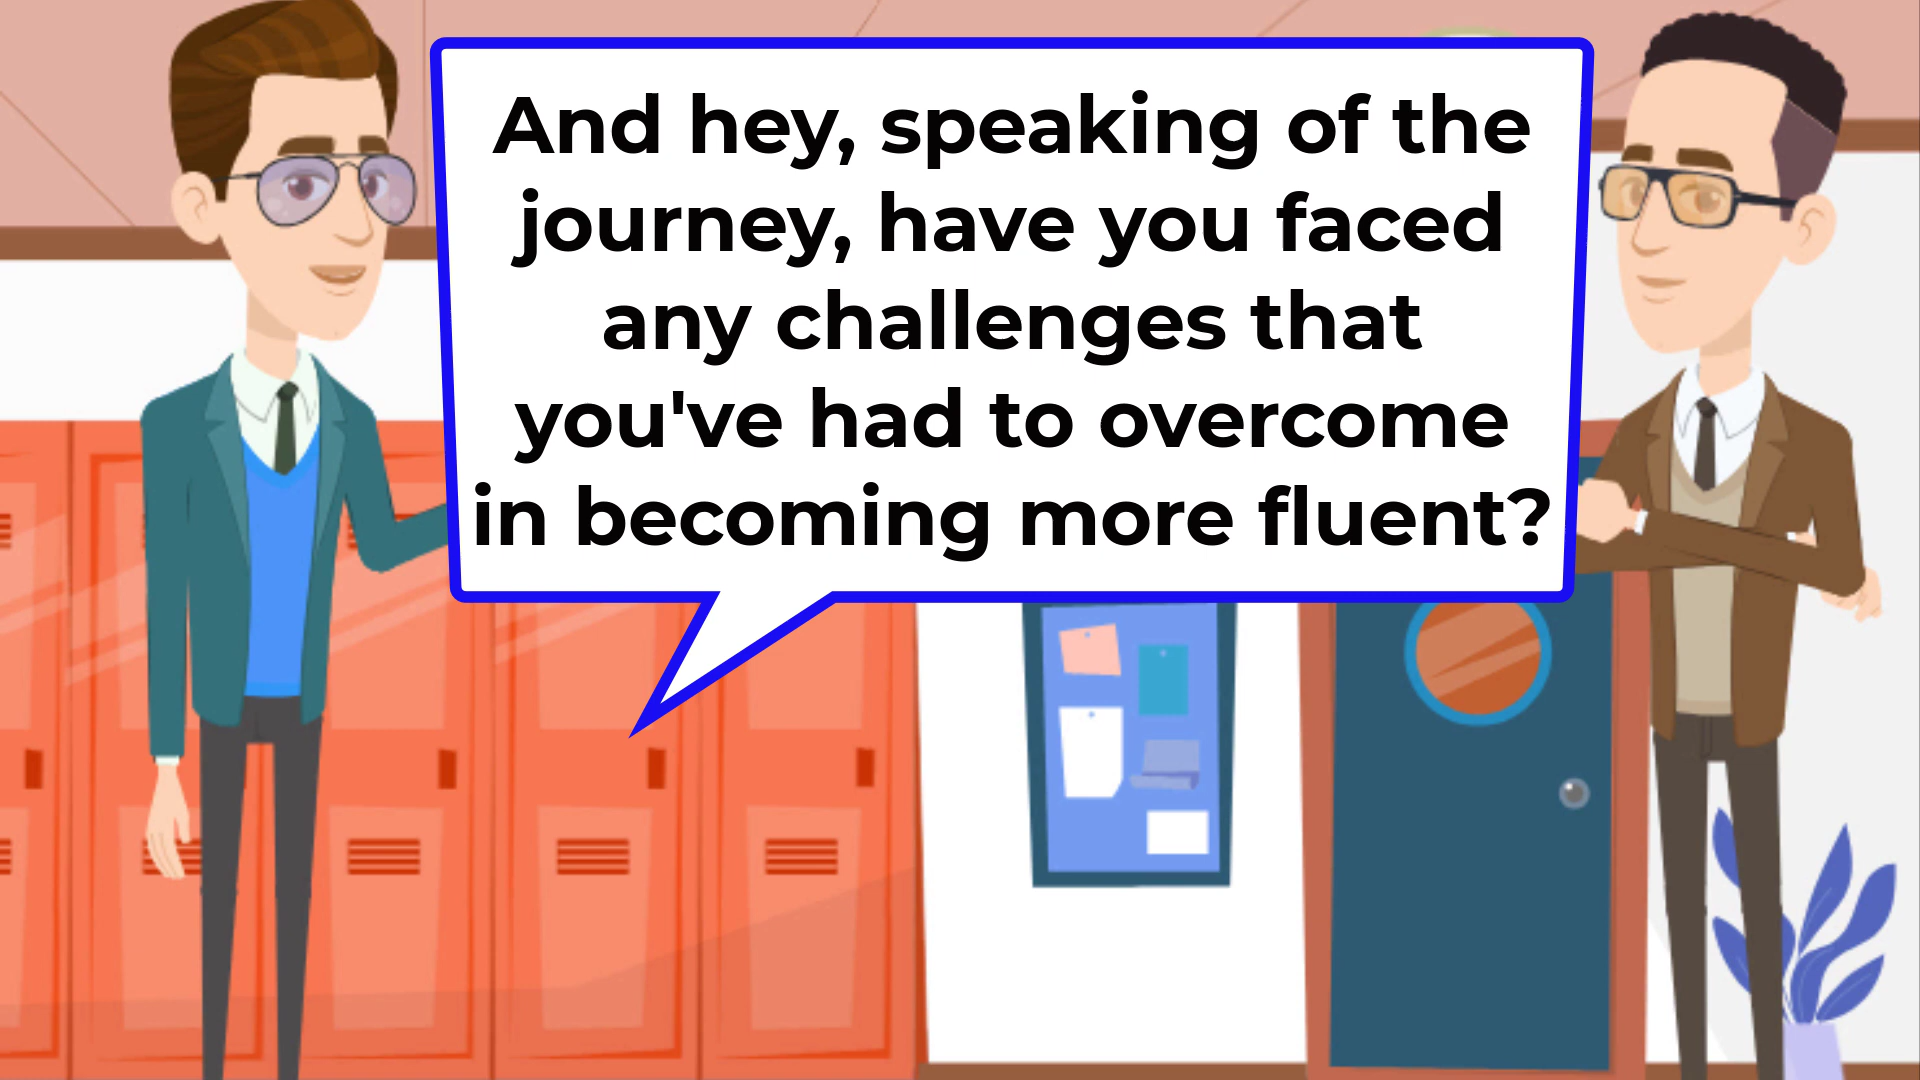 And hey, speaking of the
journey, have you faced
any challenges that
you've had to overcome
in becoming more fluent?